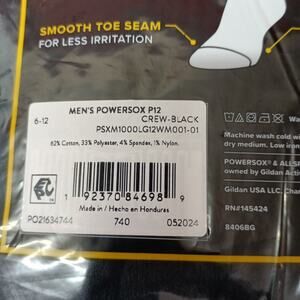 SMOOTH TOE SEAM
FOR LESS IRRITATION
MEN'S POWERSOX P12
6-12
CREW-BLACK
PSXM1000LG12WM001-01
62% Cotton, 33% Polyester, 4% Spandex, 1% Nylon.
1 92370 84698 9
Made in / Hecho en Honduras
PO21634744
740
052024
Machine wash cold wi
dry medium. Low iron
POWERSOX & ALLSP
owned by Gildan Activ
Gildan USA LLC, Char
RN#145424
8406BG